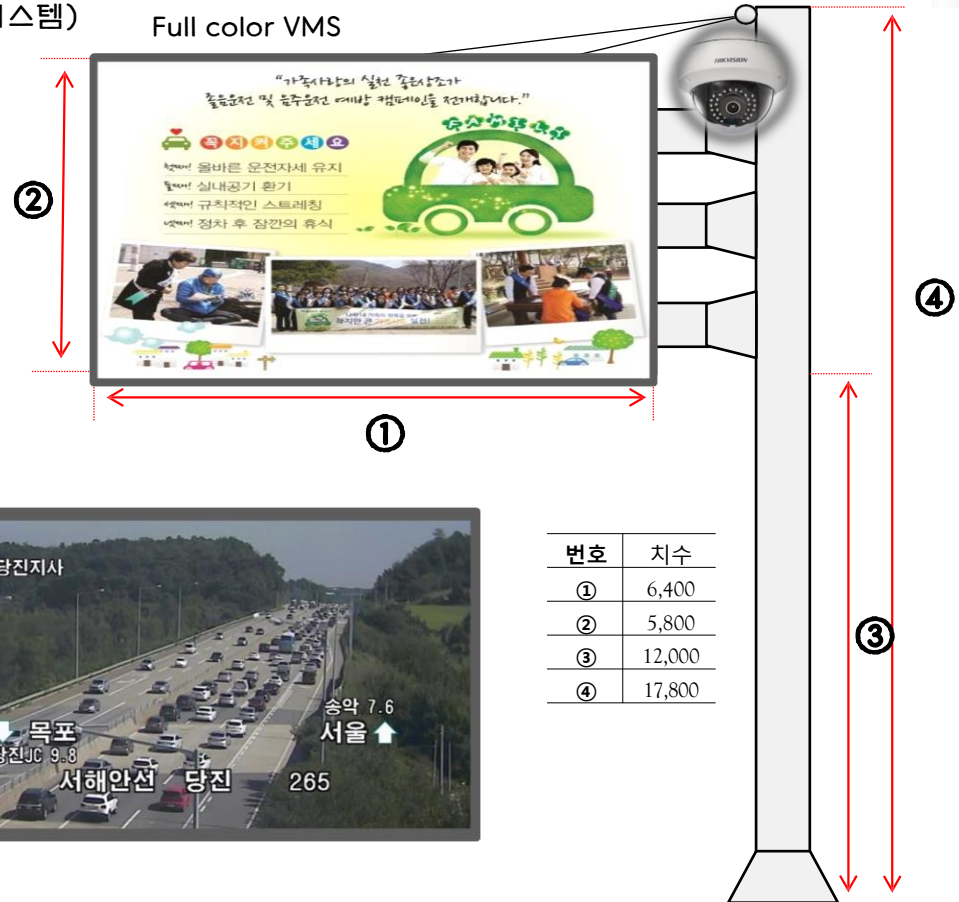 스템)
Full color VMS
HIKVISION
“가족사랑의 실천 좋은상조가
졸음운전 및 음주운전 예방 캠페인을 전개합니다.”
꼭지켜주세요
첫째! 올바른 운전자세 유지
둘째! 실내공기 환기
셋째! 규칙적인 스트레칭
넷째! 정차 후 잠깐의 휴식
②
④
①
당진지사
번호 치수
① 6,400
② 5,800
③ 12,000
④ 17,800
③
송악 7.6
목포 서울
당진JC 9.8
서해안선 당진 265